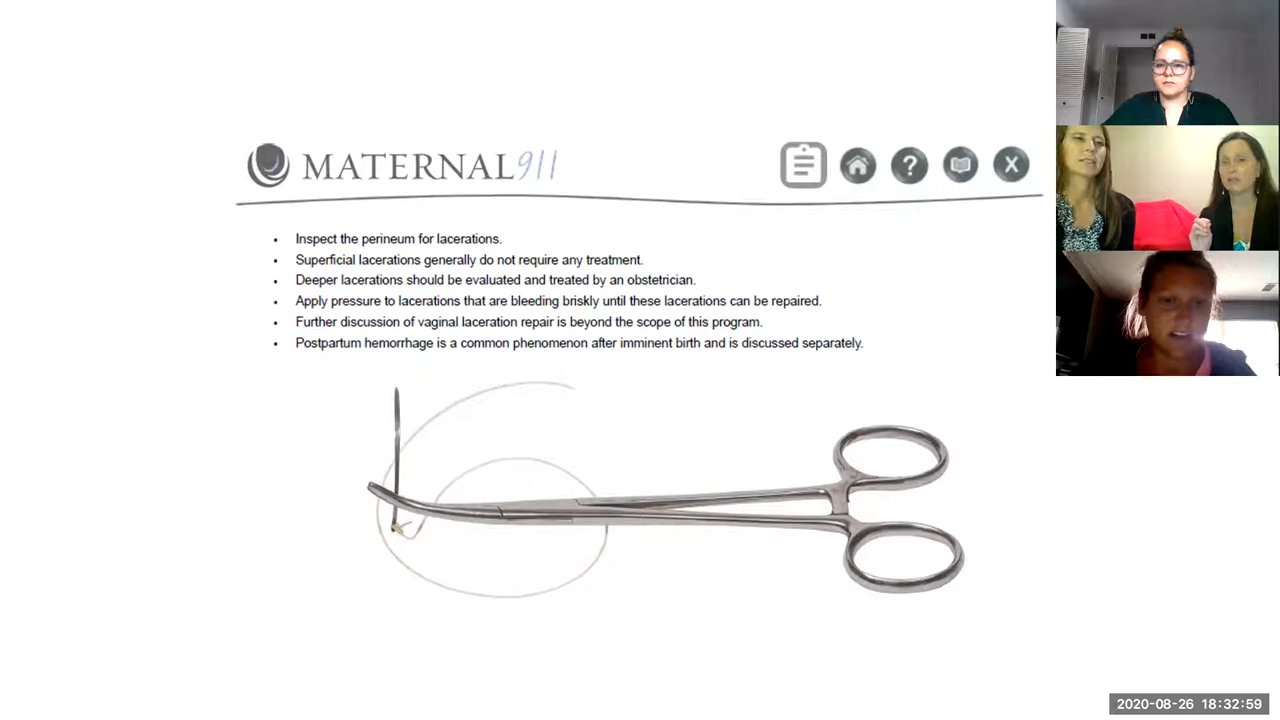 MATERNAL911
?
X
• Inspect the perineum for lacerations.
• Superficial lacerations generally do not require any treatment.
• Deeper lacerations should be evaluated and treated by an obstetrician.
• Apply pressure to lacerations that are bleeding briskly until these lacerations can be repaired.
• Further discussion of vaginal laceration repair is beyond the scope of this program.
• Postpartum hemorrhage is a common phenomenon after imminent birth and is discussed separately.
2020-08-26 18:32:59